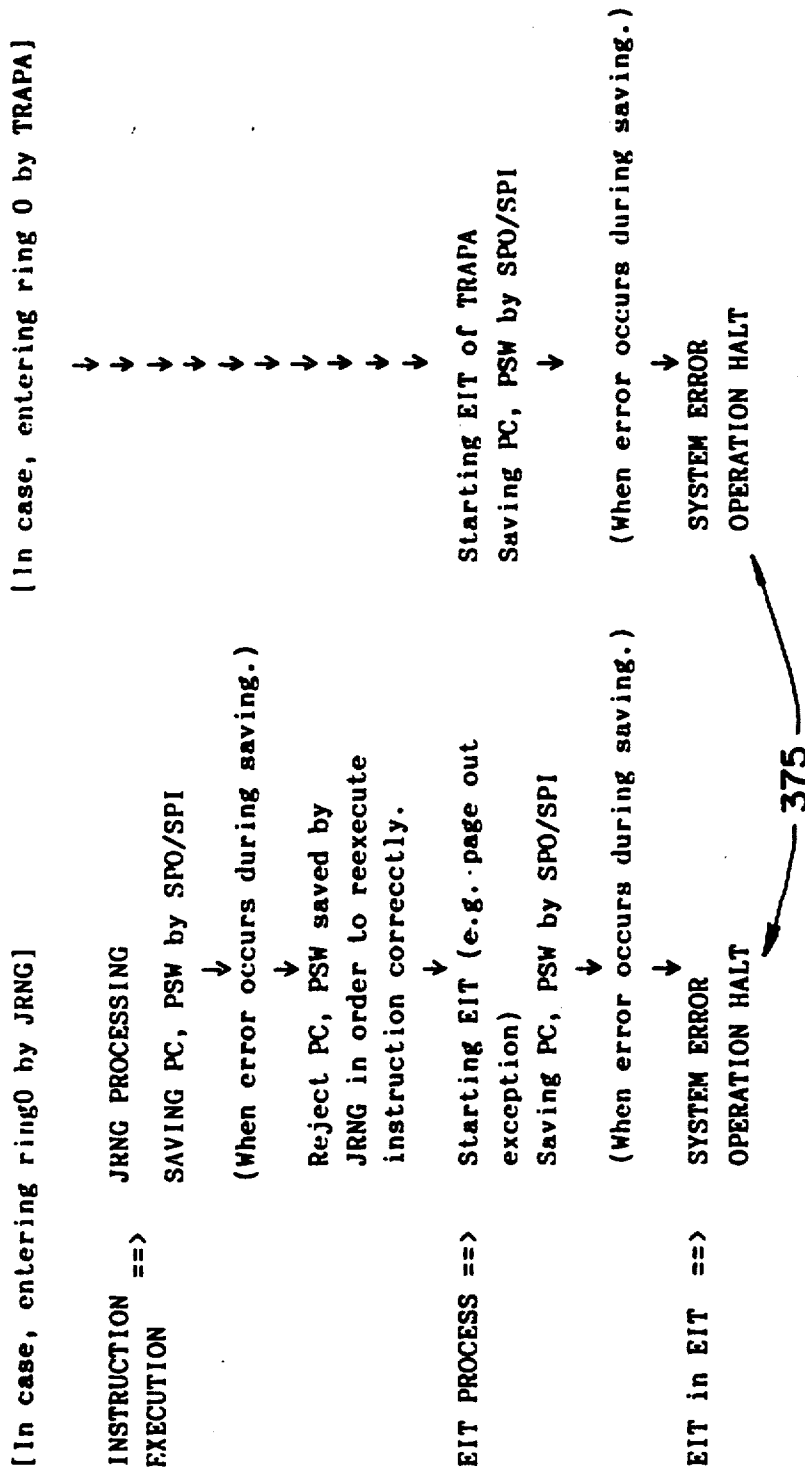 [In case, entering ring0 by JRNG]
[In case, entering ring 0 by TRAPA]
INSTRUCTION ==>
EXECUTION
JRNG PROCESSING
SAVING PC, PSW by SPO/SPI
↓
(When error occurs during saving.)
↓
Reject PC, PSW saved by
JRNG in order to reexecute
instruction correcctly.
↓
↓
↓
↓
↓
↓
↓
↓
↓
↓
↓
↓
EIT PROCESS ==>
Starting EIT (e.g. page out
exception)
Saving PC, PSW by SPO/SPI
↓
(When error occurs during saving.)
↓
Starting EIT of TRAPA
Saving PC, PSW by SPO/SPI
↓
(When error occurs during saving.)
↓
EIT in EIT ==>
SYSTEM ERROR
OPERATION HALT
SYSTEM ERROR
OPERATION HALT
375